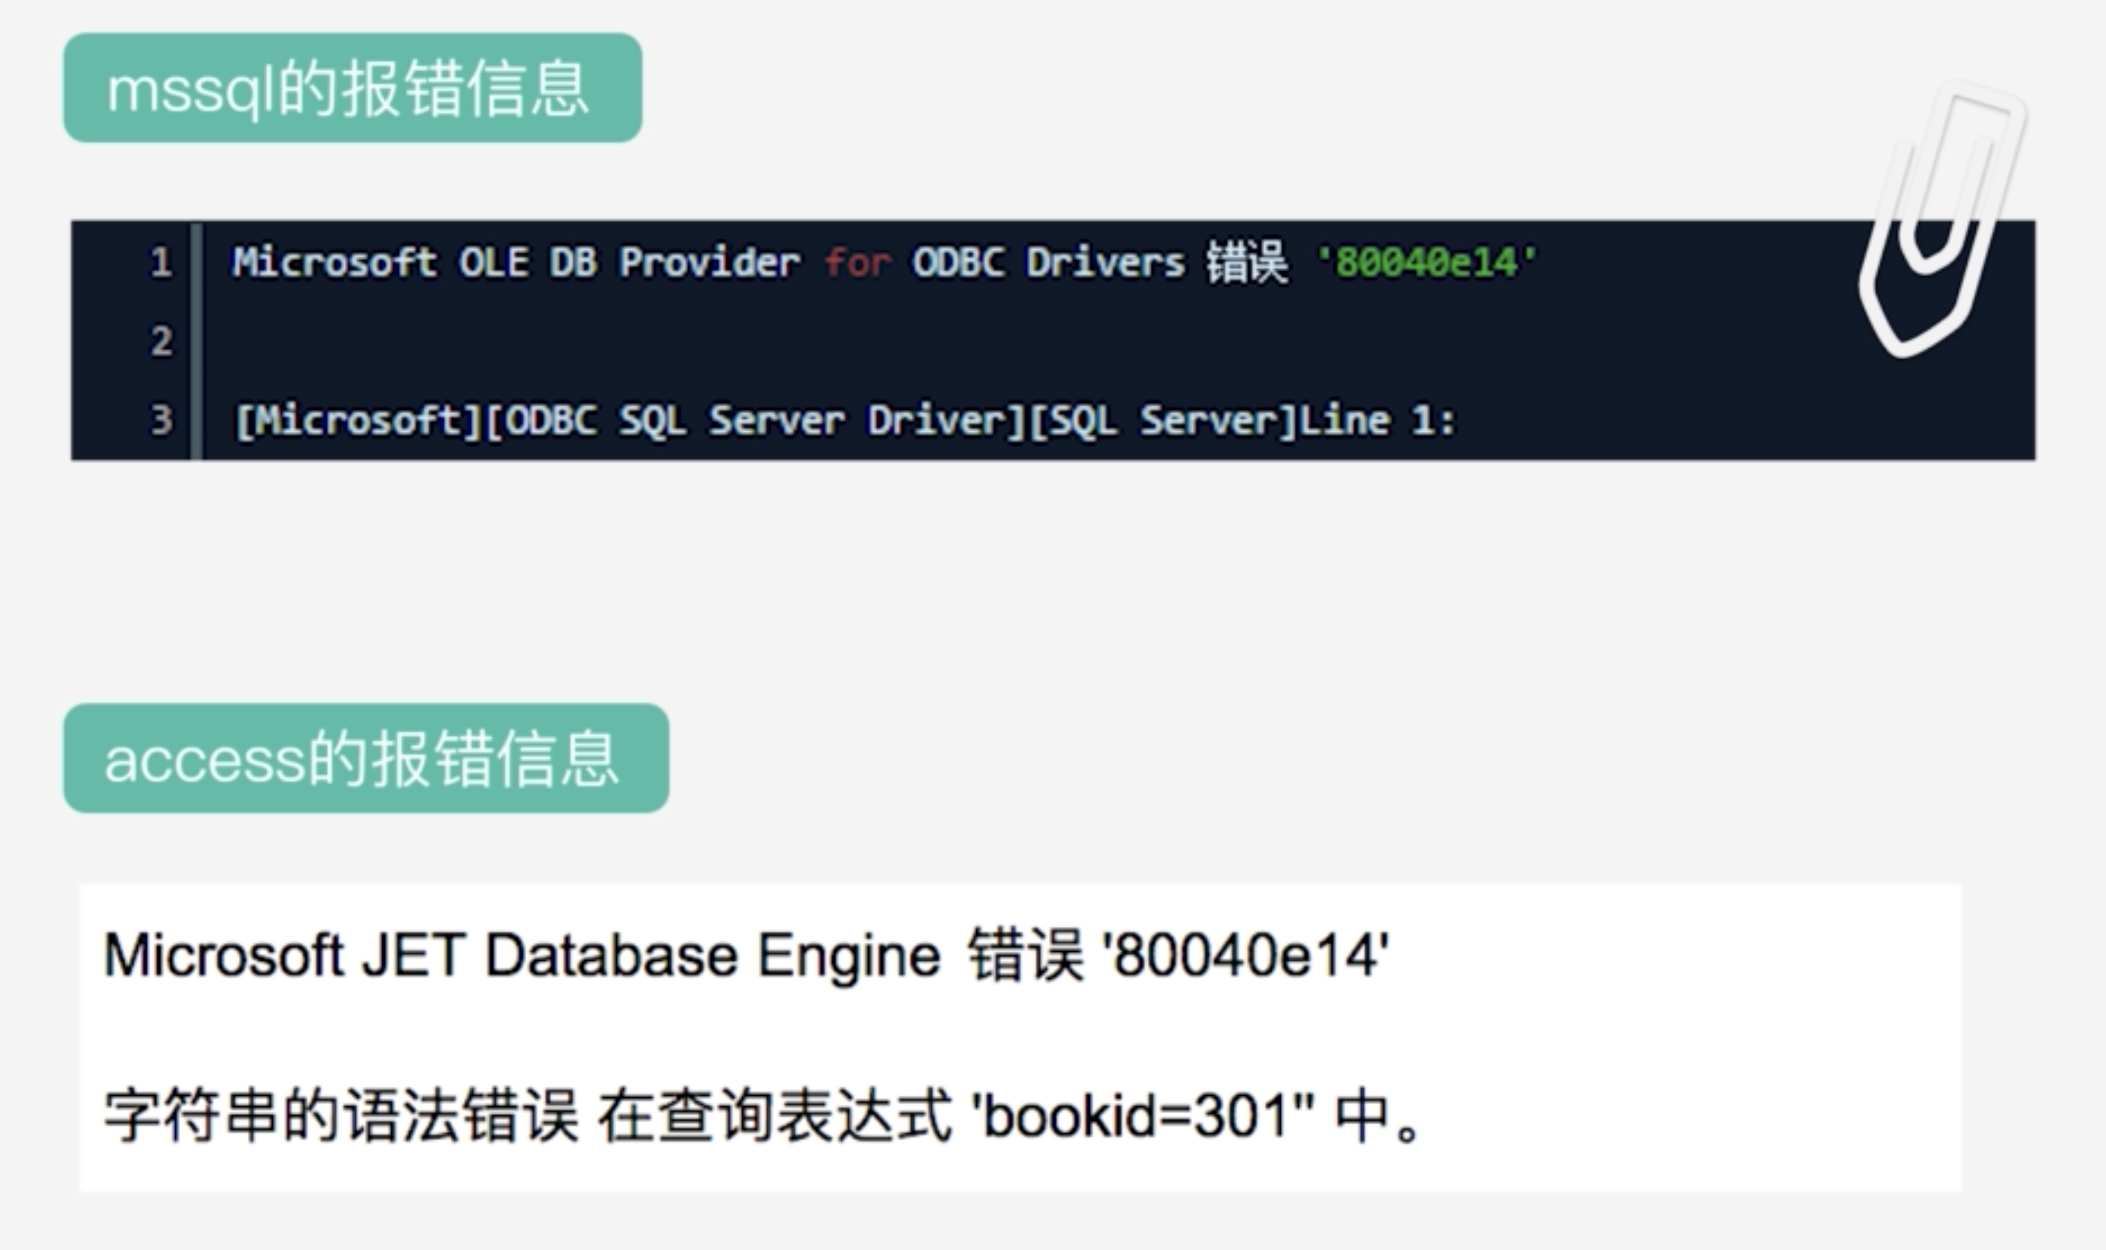 mssql的报错信息
1 Microsoft OLE DB Provider for ODBC Drivers 错误 '80040e14'
2
3 [Microsoft][ODBC SQL Server Driver][SQL Server]Line 1:
access的报错信息
Microsoft JET Database Engine 错误 '80040e14'
字符串的语法错误 在查询表达式 'bookid=301'' 中。